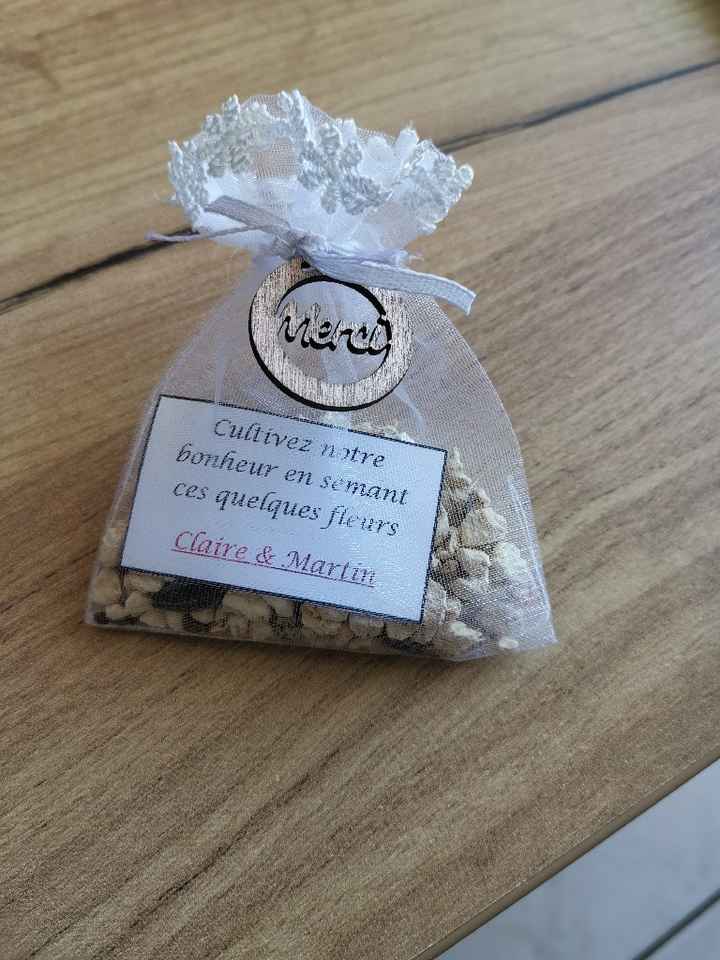 Merci
Cultivez notre
bonheur en semant
ces quelques fleurs
Claire & Martin